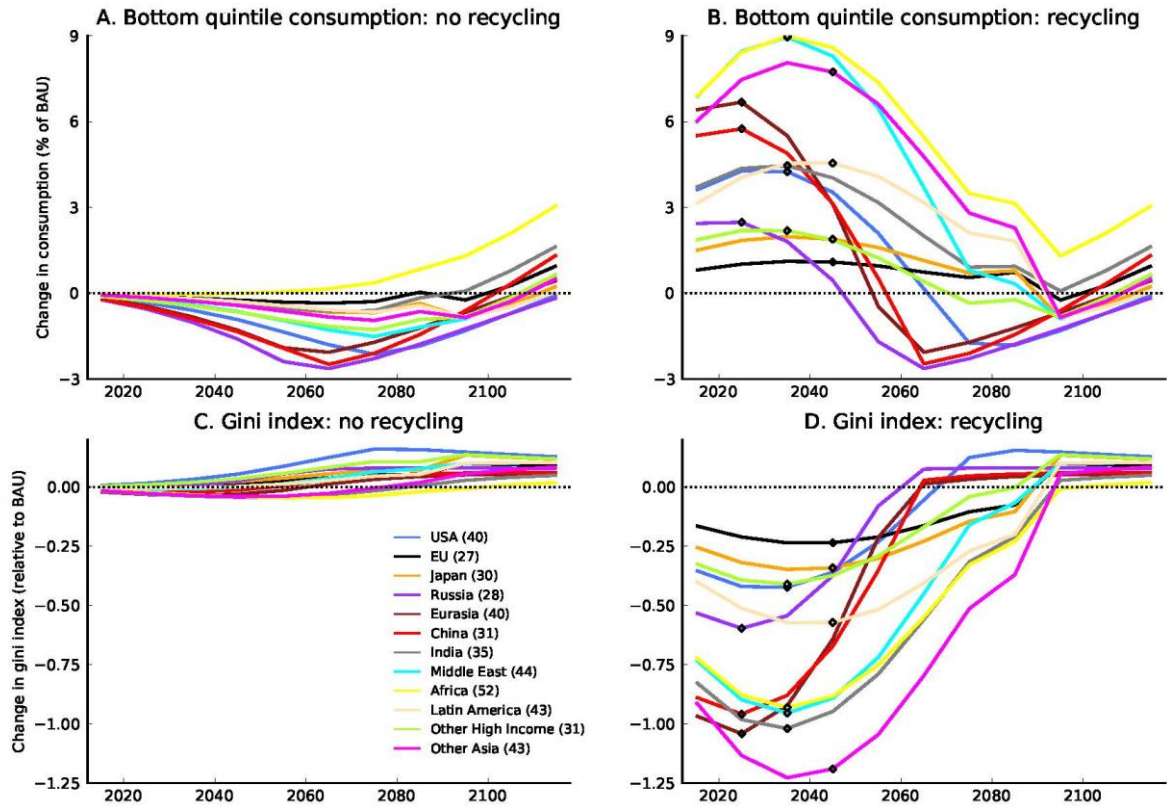 A. Bottom quintile consumption: no recycling
B. Bottom quintile consumption: recycling
Change in consumption (% of BAU)
9
6
3
0
−3
2020 2040 2060 2080 2100
9
6
3
0
−3
2020 2040 2060 2080 2100
C. Gini index: no recycling
D. Gini index: recycling
Change in gini index (relative to BAU)
0.00
−0.25
−0.50
−0.75
−1.00
−1.25
USA (40)
EU (27)
Japan (30)
Russia (28)
Eurasia (40)
China (31)
India (35)
Middle East (44)
Africa (52)
Latin America (43)
Other High Income (31)
Other Asia (43)
2020 2040 2060 2080 2100
0.00
−0.25
−0.50
−0.75
−1.00
−1.25
2020 2040 2060 2080 2100